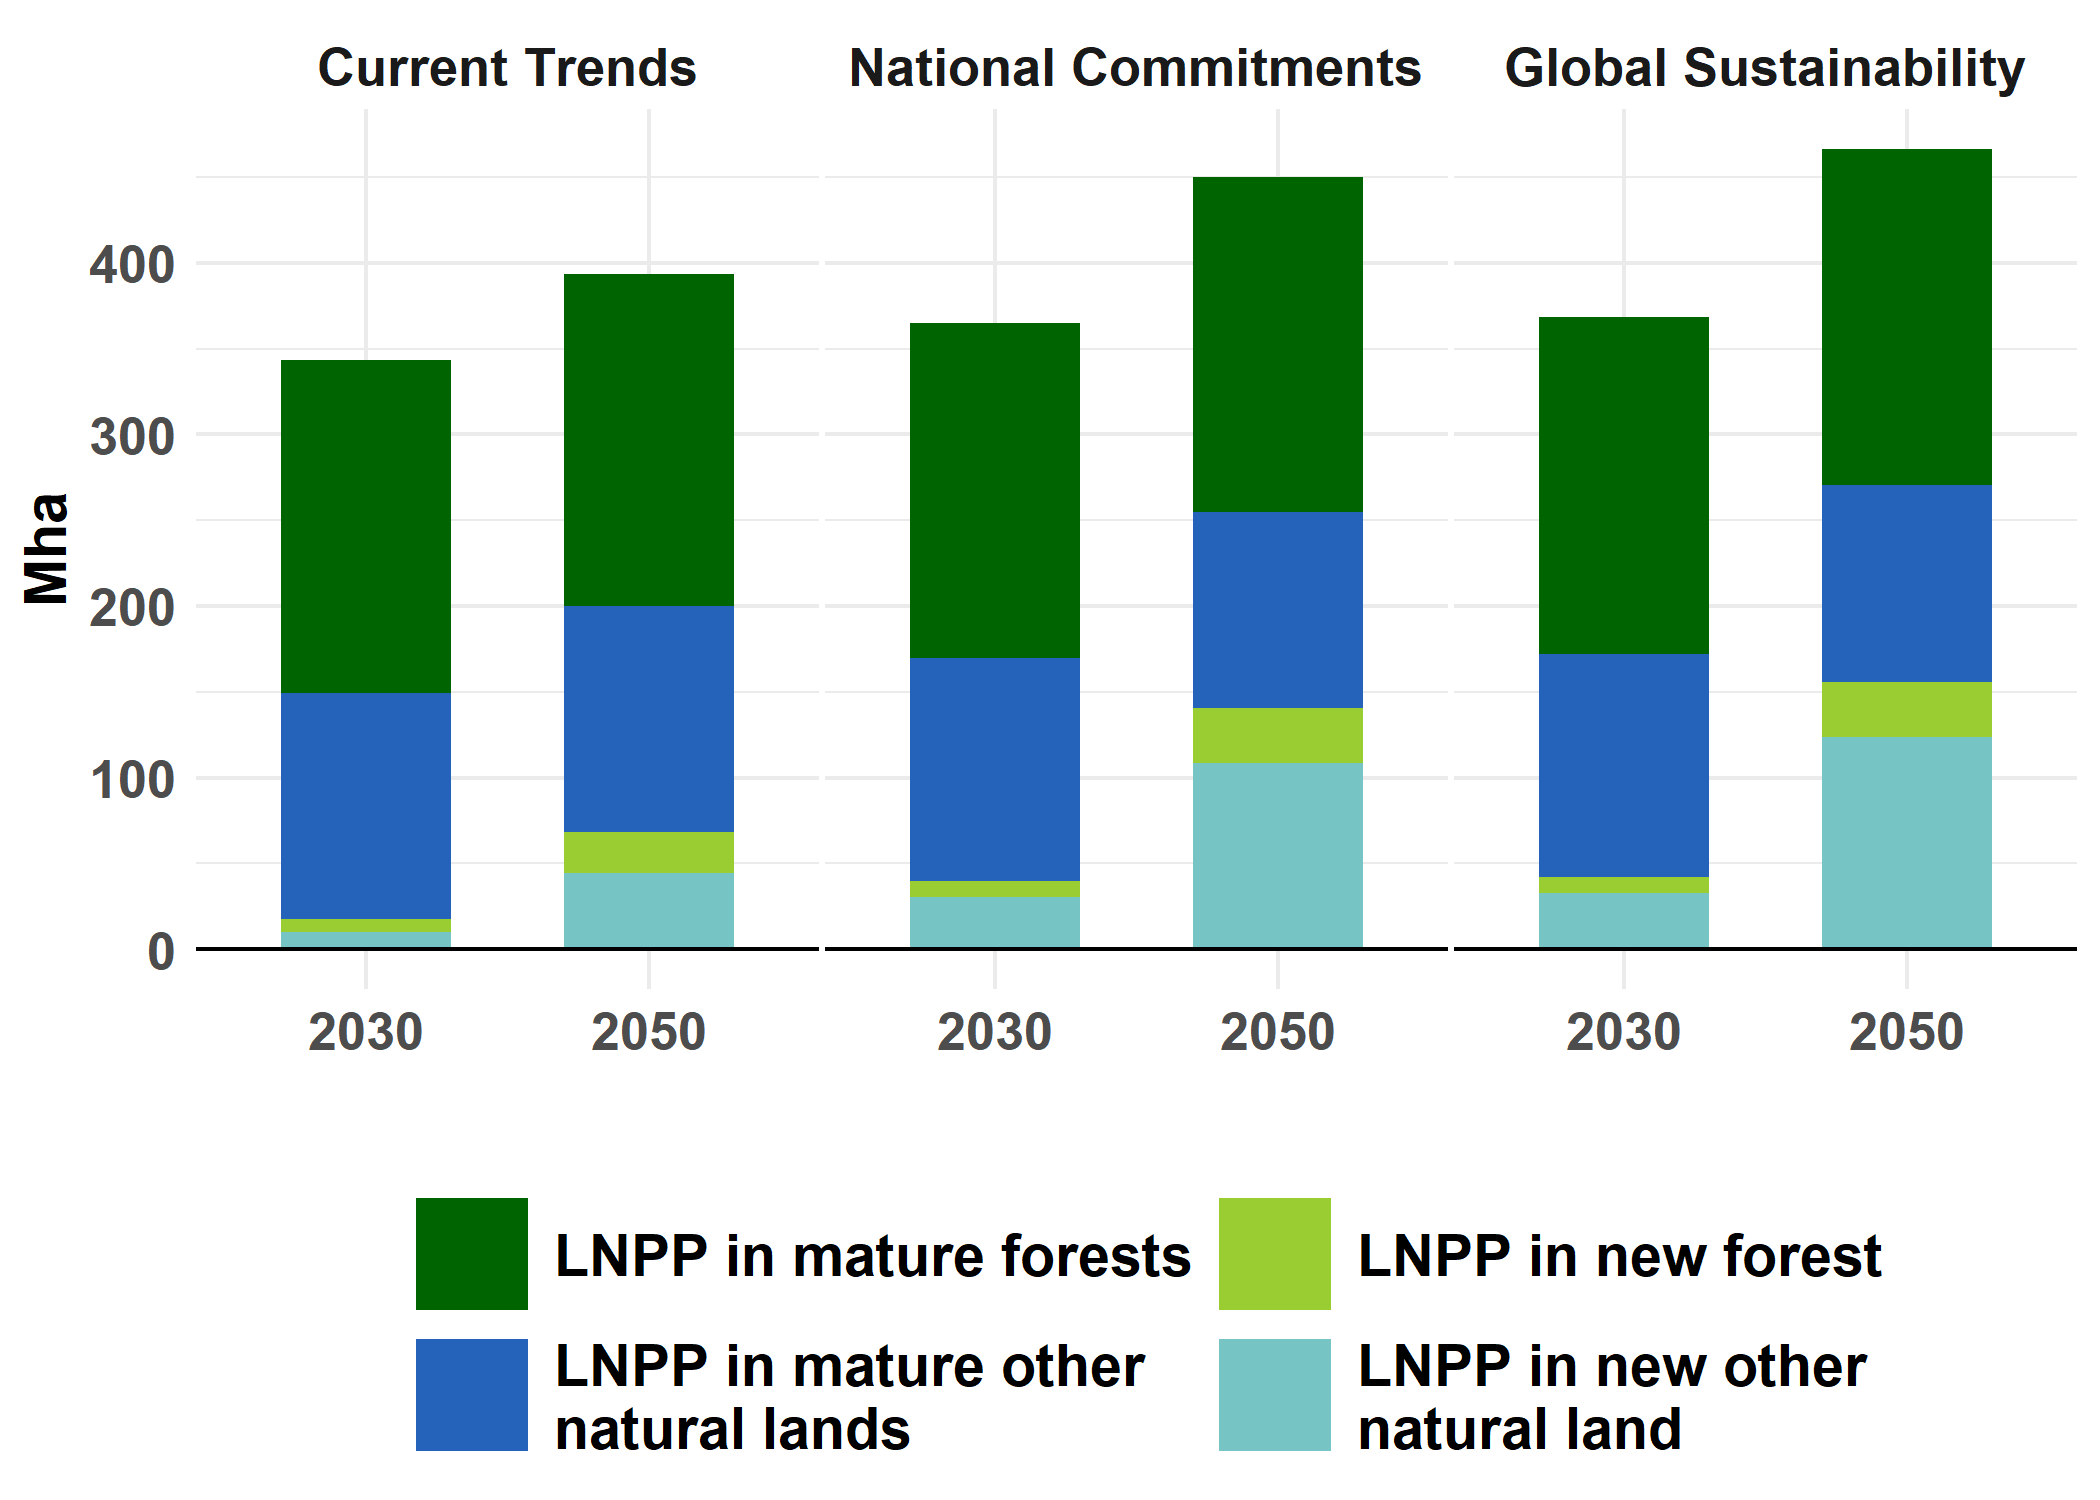 Current Trends
National Commitments
Global Sustainability
Mha
400
300
200
100
0
2030
2050
2030
2050
2030
2050
LNPP in mature forests
LNPP in new forest
LNPP in mature other
natural lands
LNPP in new other
natural land